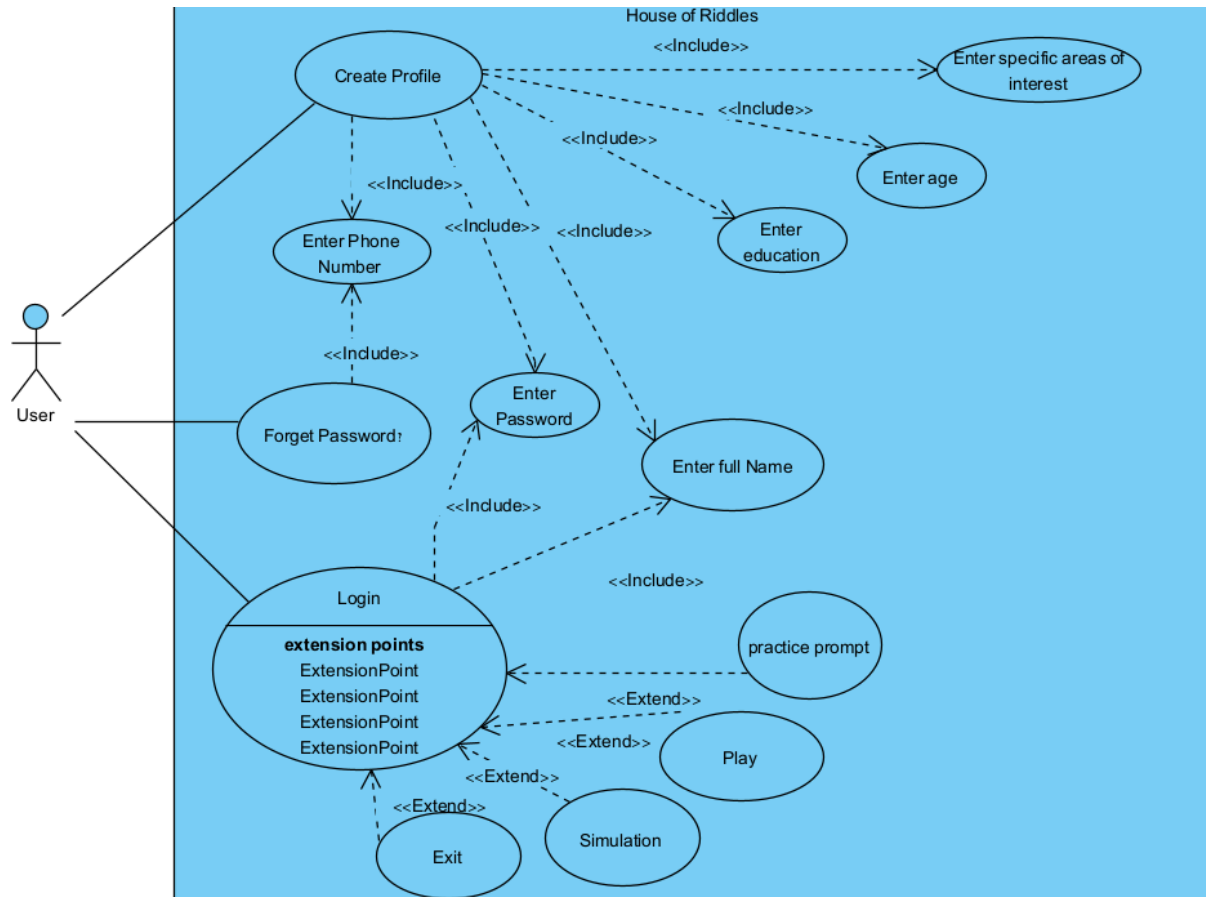 House of Riddles
<<Include>>
Create Profile
Enter specific areas of
interest
<<Include>>
<<Include>>
Enter age
<<Include>>
<<Include>>
<<Include>>
Enter
education
Enter Phone
Number
<<Include>>
User
Forget Password?
Enter
Password
Enter full Name
<<Include>>
<<Include>>
Login
extension points
ExtensionPoint
ExtensionPoint
ExtensionPoint
ExtensionPoint
practice prompt
<<Extend>>
<<Extend>>
Play
<<Extend>>
<<Extend>>
Simulation
Exit